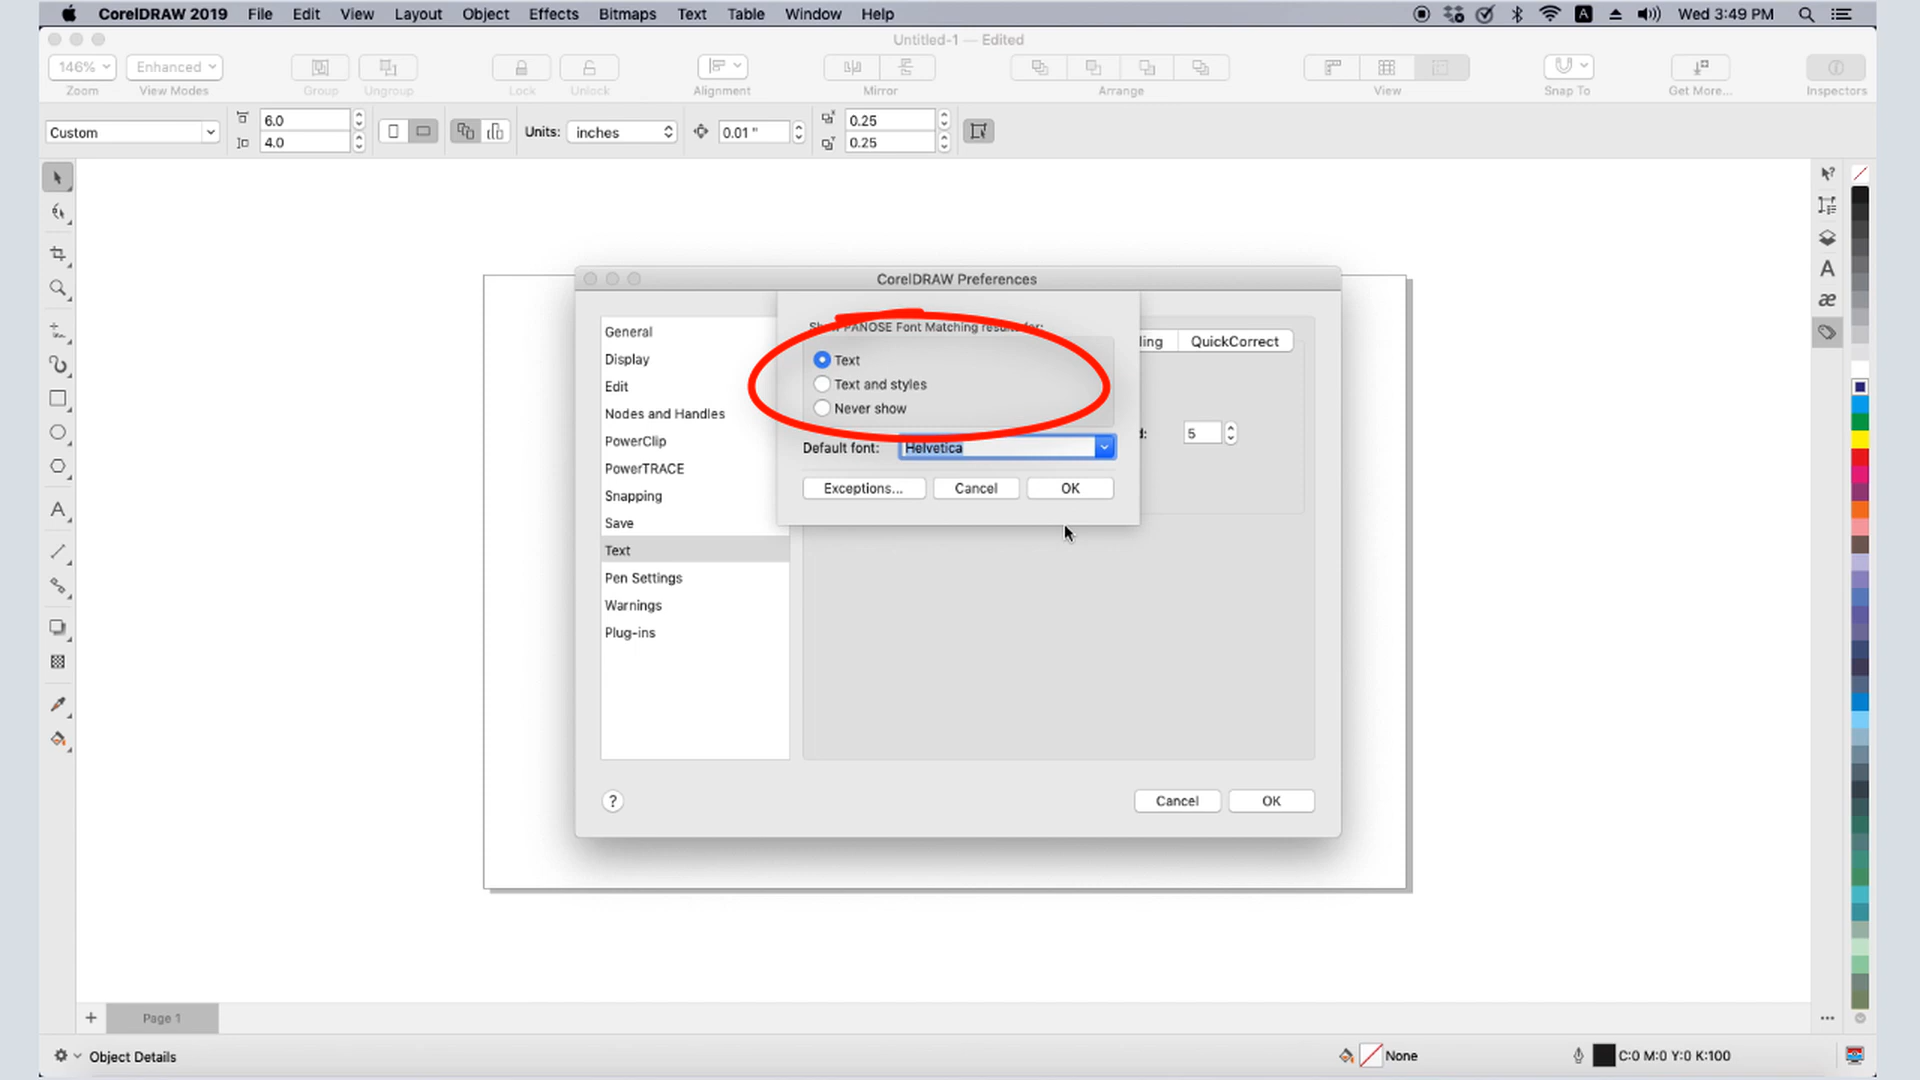 CorelDRAW 2019 File Edit View Layout Object Effects Bitmaps Text Table Window Help A Wed 3:49 PM
Untitled-1 — Edited
146% Enhanced
Zoom View Modes Group Ungroup Lock Unlock Alignment Mirror Arrange View Snap To Get More... Inspectors
Custom 6.0 4.0 Units: inches 0.01 " 0.25 0.25
CorelDRAW Preferences
General
Display
Edit
Nodes and Handles
PowerClip
PowerTRACE
Snapping
Save
Text
Pen Settings
Warnings
Plug-ins
PANOSE Font Matching
Text
Text and styles
Never show
Default font: Helvetica
Exceptions... Cancel OK
ling QuickCorrect
d: 5
? Cancel OK
+ Page 1
Object Details None C:0 M:0 Y:0 K:100